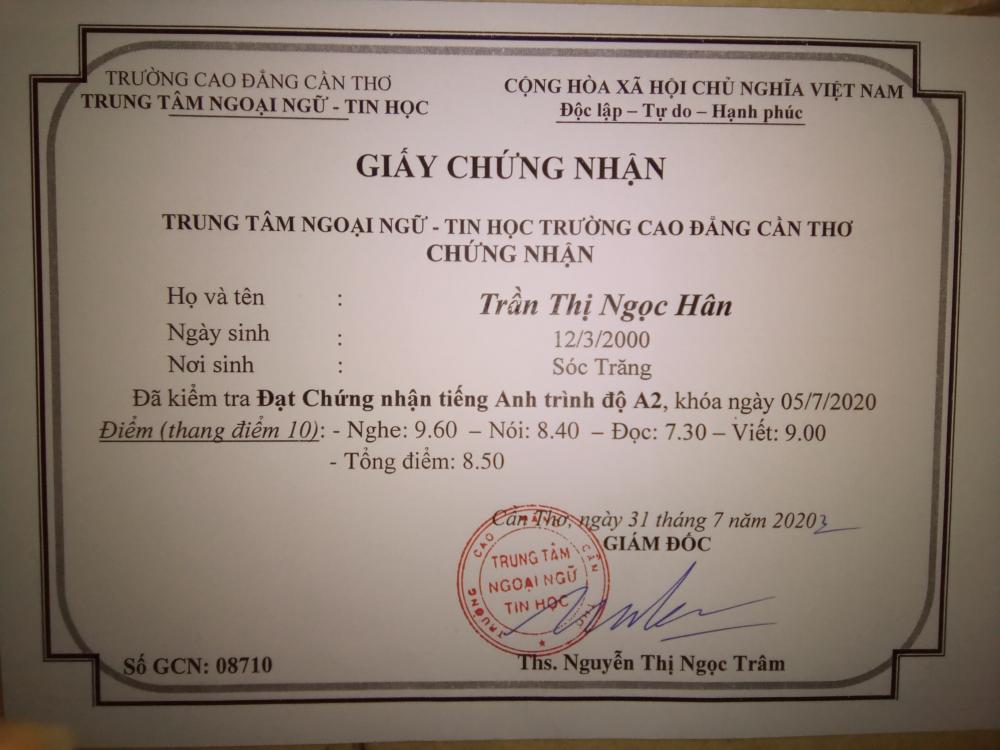 TRƯỜNG CAO ĐẲNG CẦN THƠ
TRUNG TÂM NGOẠI NGỮ - TIN HỌC
CỘNG HÒA XÃ HỘI CHỦ NGHĨA VIỆT NAM
Độc lập – Tự do – Hạnh phúc
GIẤY CHỨNG NHẬN
TRUNG TÂM NGOẠI NGỮ - TIN HỌC TRƯỜNG CAO ĐẲNG CẦN THƠ
CHỨNG NHẬN
Họ và tên : Trần Thị Ngọc Hân
Ngày sinh : 12/3/2000
Nơi sinh : Sóc Trăng
Đã kiểm tra Đạt Chứng nhận tiếng Anh trình độ A2, khóa ngày 05/7/2020
Điểm (thang điểm 10): - Nghe: 9.60 – Nói: 8.40 – Đọc: 7.30 – Viết: 9.00
- Tổng điểm: 8.50
Cần Thơ, ngày 31 tháng 7 năm 2020
GIÁM ĐỐC
TRƯỜNG CAO ĐẲNG CẦN THƠ
TRUNG TÂM
NGOẠI NGỮ
TIN HỌC
Số GCN: 08710
Ths. Nguyễn Thị Ngọc Trâm